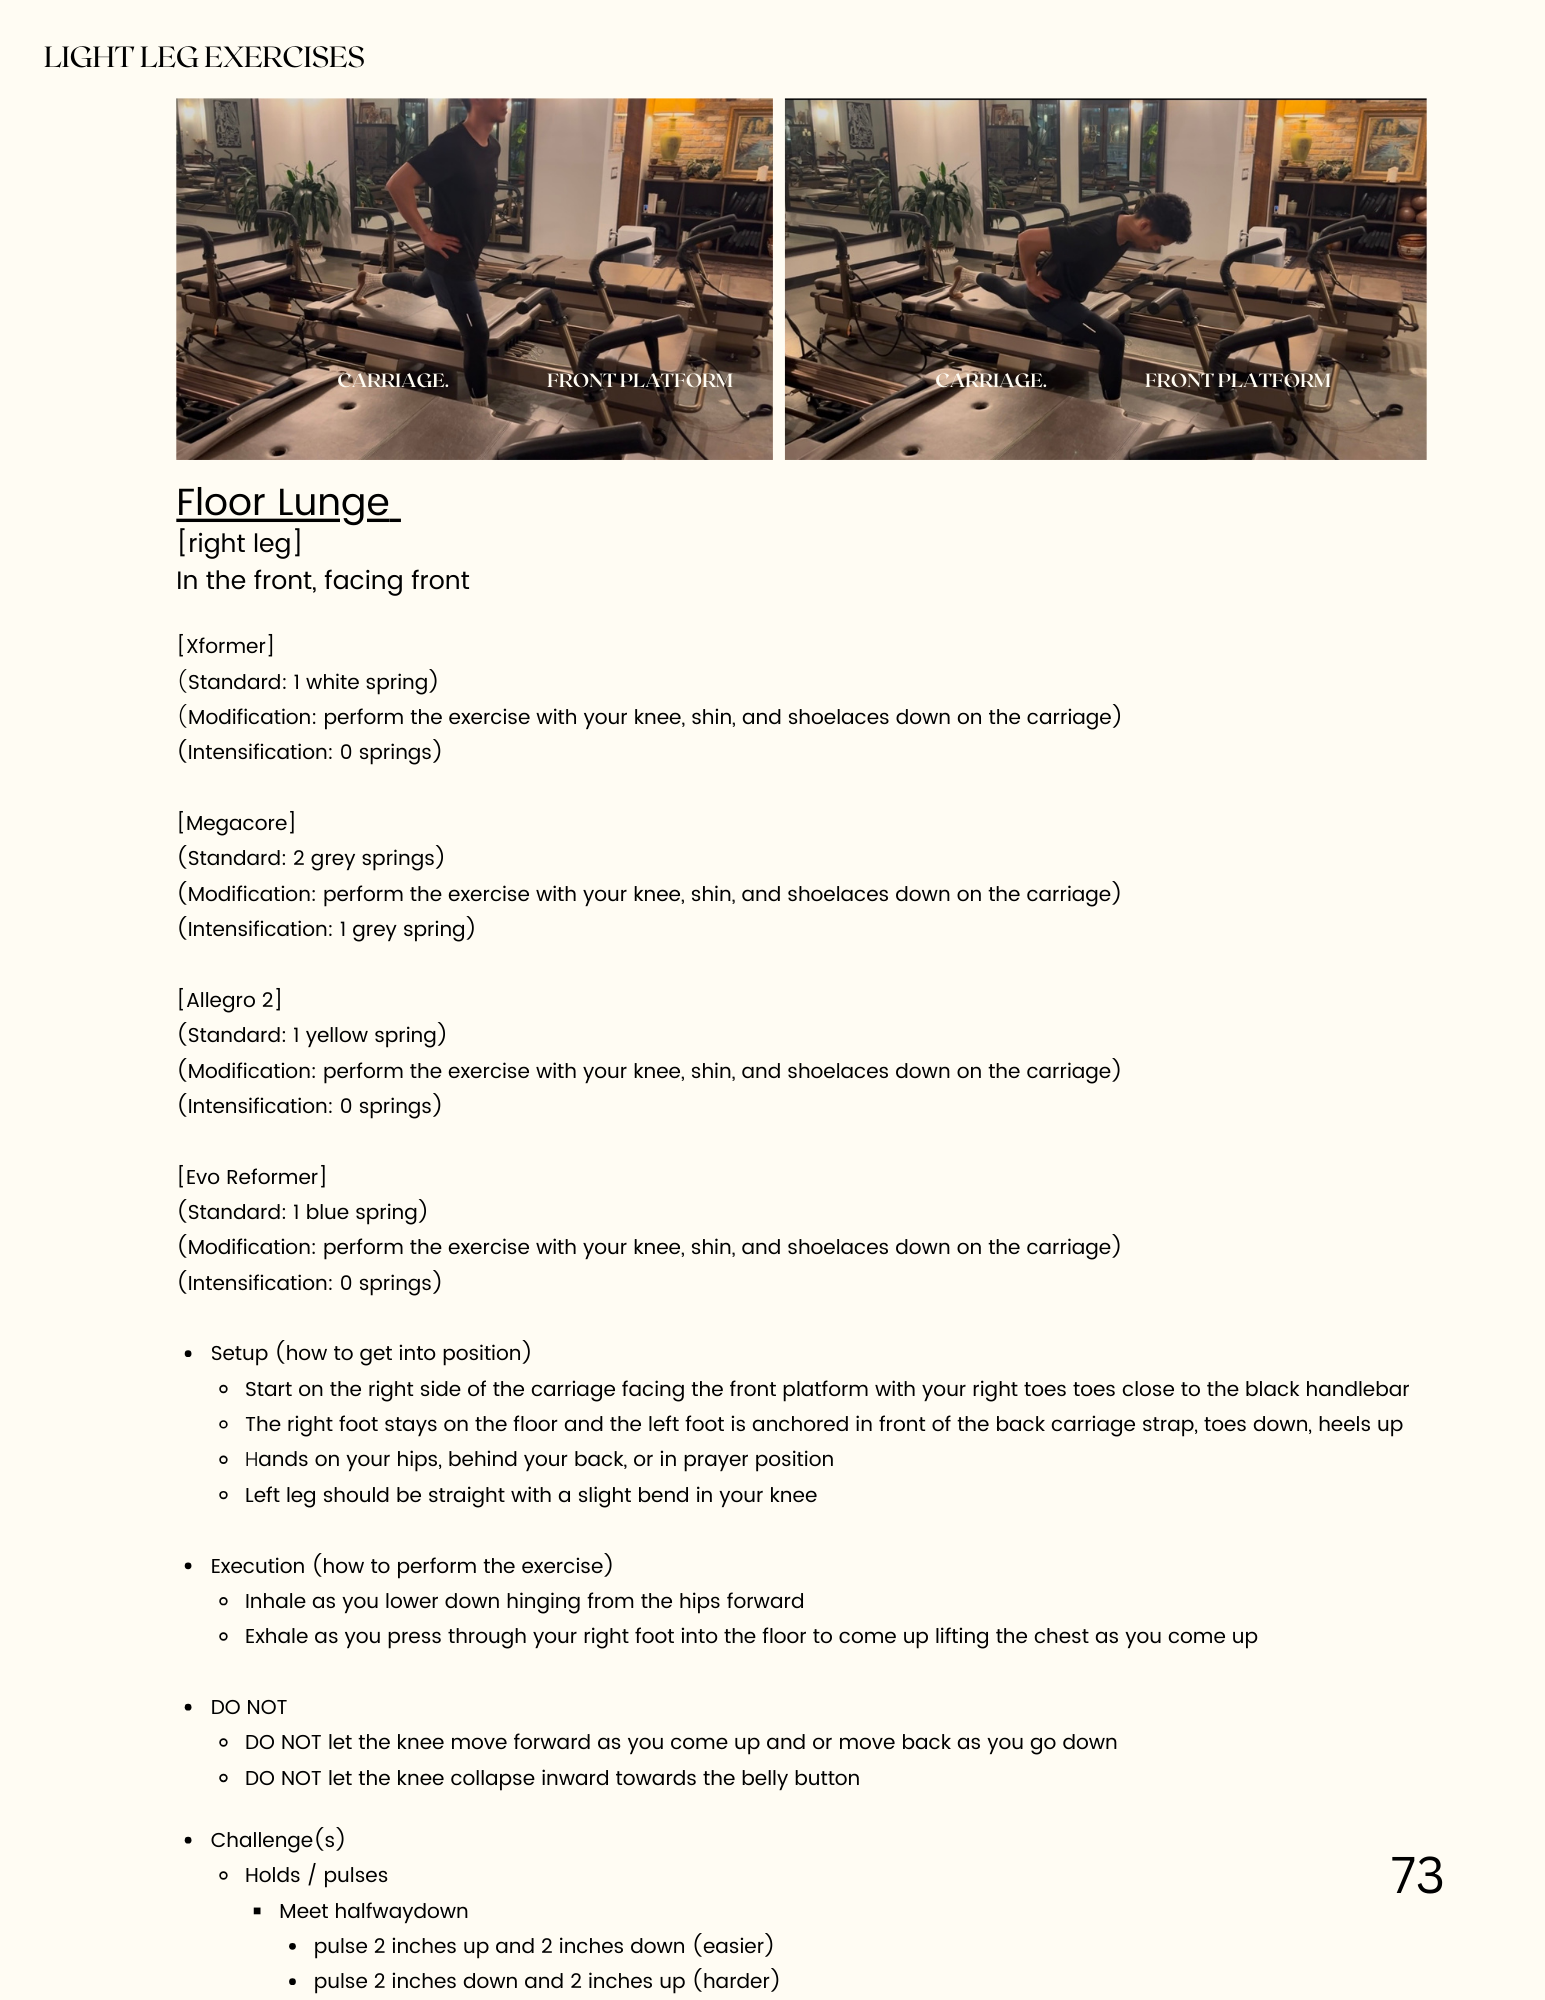 LIGHT LEG EXERCISES
CARRIAGE.
FRONT PLATFORM
CARRIAGE.
FRONT PLATFORM
Floor Lunge
[right leg]
In the front, facing front
[Xformer]
(Standard: 1 white spring)
(Modification: perform the exercise with your knee, shin, and shoelaces down on the carriage)
(Intensification: 0 springs)
[Megacore]
(Standard: 2 grey springs)
(Modification: perform the exercise with your knee, shin, and shoelaces down on the carriage)
(Intensification: 1 grey spring)
[Allegro 2]
(Standard: 1 yellow spring)
(Modification: perform the exercise with your knee, shin, and shoelaces down on the carriage)
(Intensification: 0 springs)
[Evo Reformer]
(Standard: 1 blue spring)
(Modification: perform the exercise with your knee, shin, and shoelaces down on the carriage)
(Intensification: 0 springs)
• Setup (how to get into position)
◦ Start on the right side of the carriage facing the front platform with your right toes toes close to the black handlebar
◦ The right foot stays on the floor and the left foot is anchored in front of the back carriage strap, toes down, heels up
◦ Hands on your hips, behind your back, or in prayer position
◦ Left leg should be straight with a slight bend in your knee
• Execution (how to perform the exercise)
◦ Inhale as you lower down hinging from the hips forward
◦ Exhale as you press through your right foot into the floor to come up lifting the chest as you come up
• DO NOT
◦ DO NOT let the knee move forward as you come up and or move back as you go down
◦ DO NOT let the knee collapse inward towards the belly button
• Challenge(s)
◦ Holds / pulses
▪ Meet halfwaydown
• pulse 2 inches up and 2 inches down (easier)
• pulse 2 inches down and 2 inches up (harder)
73